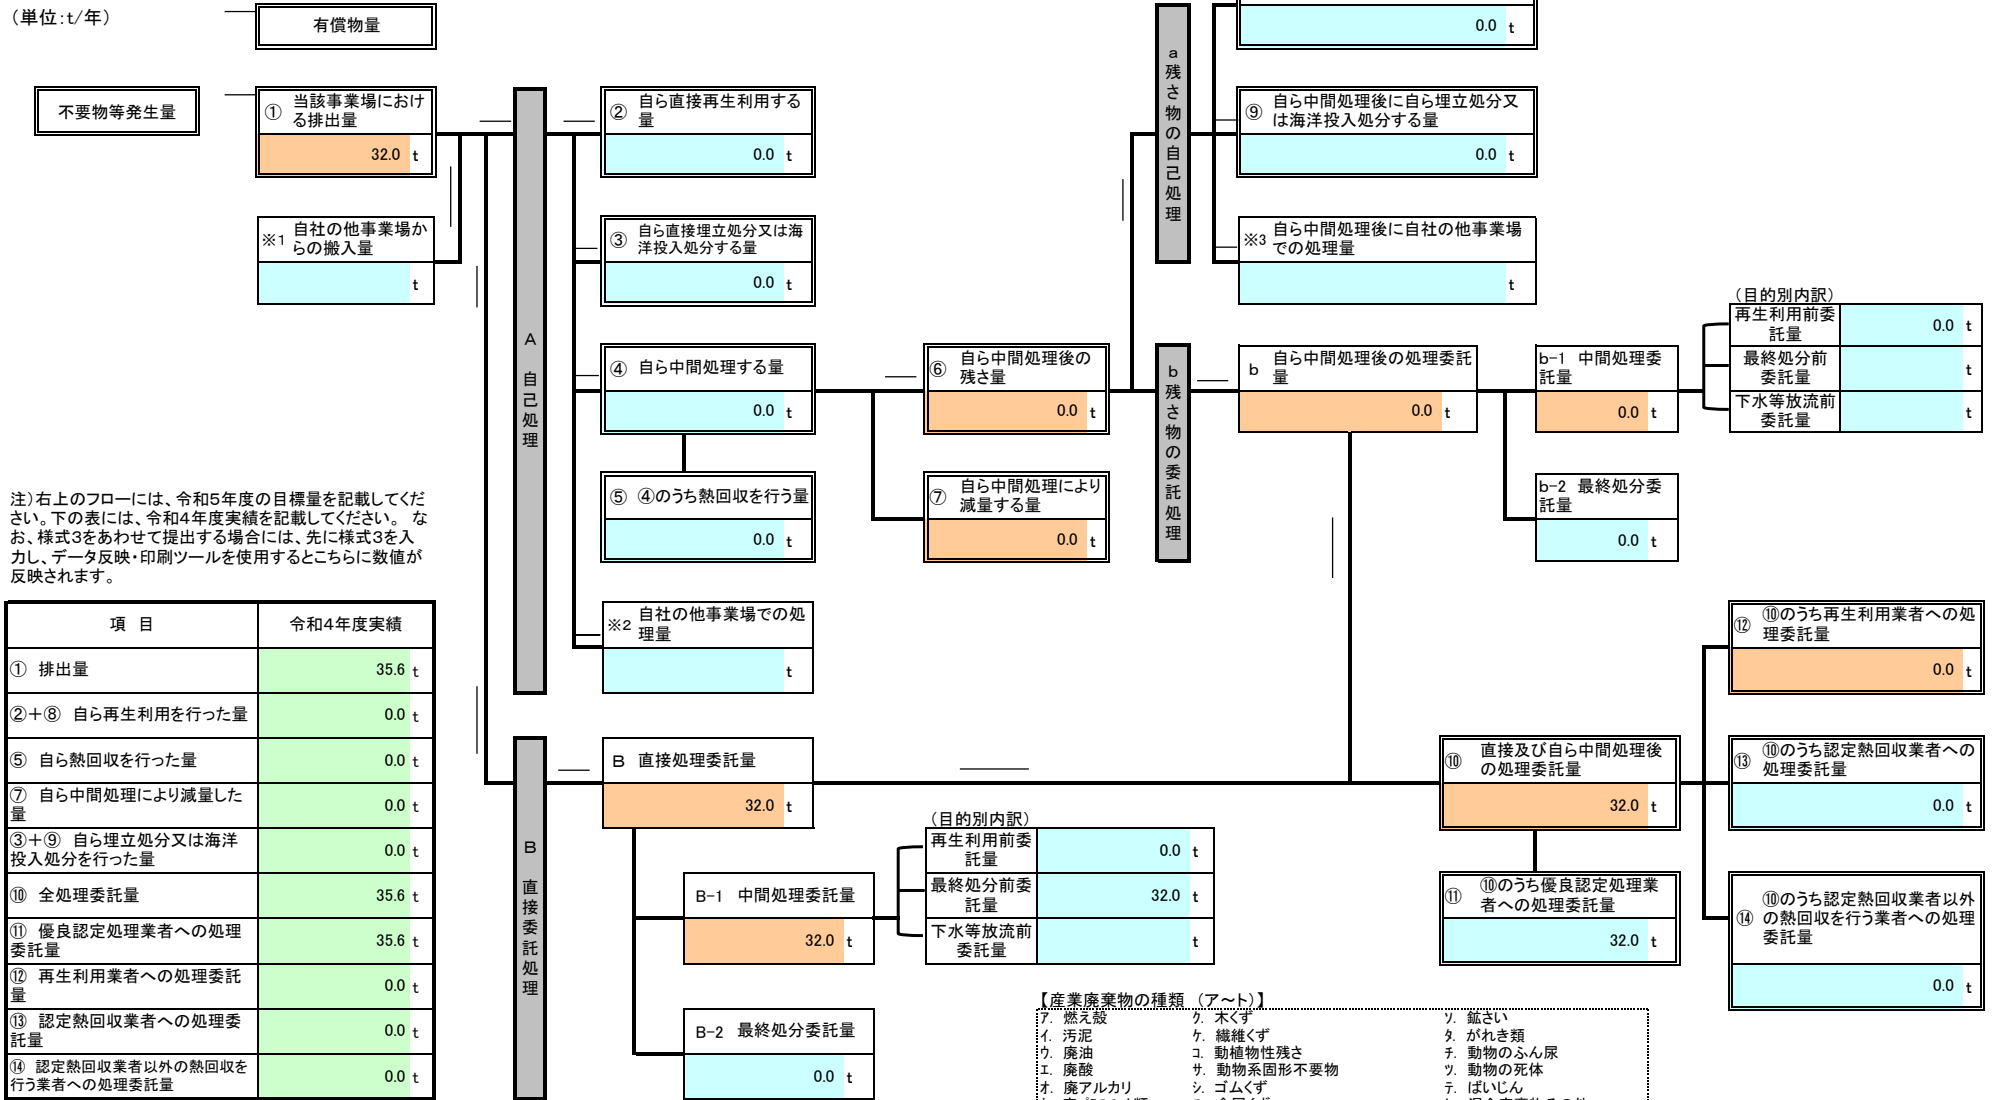 （単位：t/年）
有償物量
0.0 t
不要物等発生量
① 当該事業場におけ
る排出量
32.0 t
※1 自社の他事業場か
らの搬入量
t
A 自己処理
② 自ら直接再生利用する
量
0.0 t
③ 自ら直接埋立処分又は海
洋投入処分する量
0.0 t
④ 自ら中間処理する量
0.0 t
⑤ ④のうち熱回収を行う量
0.0 t
※2 自社の他事業場での処
理量
t
⑥ 自ら中間処理後の
残さ量
0.0 t
⑦ 自ら中間処理により
減量する量
0.0 t
a 残さ物の自己処理
⑨ 自ら中間処理後に自ら埋立処分又
は海洋投入処分する量
0.0 t
※3 自ら中間処理後に自社の他事業場
での処理量
t
b 残さ物の委託処理
b 自ら中間処理後の処理委託
量
0.0 t
b-1 中間処理委
託量
0.0 t
b-2 最終処分委
託量
0.0 t
（目的別内訳）
再生利用前委
託量
0.0 t
最終処分前
委託量
t
下水等放流前
委託量
t
注）右上のフローには、令和5年度の目標量を記載してくだ
さい。下の表には、令和4年度実績を記載してください。 な
お、様式3をあわせて提出する場合には、先に様式3を入
力し、データ反映・印刷ツールを使用するとこちらに数値が
反映されます。
項 目 令和4年度実績
① 排出量 35.6 t
②＋⑧ 自ら再生利用を行った量 0.0 t
⑤ 自ら熱回収を行った量 0.0 t
⑦ 自ら中間処理により減量した
量 0.0 t
③＋⑨ 自ら埋立処分又は海洋
投入処分を行った量 0.0 t
⑩ 全処理委託量 35.6 t
⑪ 優良認定処理業者への処理
委託量 35.6 t
⑫ 再生利用業者への処理委託
量 0.0 t
⑬ 認定熱回収業者への処理委
託量 0.0 t
⑭ 認定熱回収業者以外の熱回収を
行う業者への処理委託量 0.0 t
B 直接委託処理
B 直接処理委託量
32.0 t
B-1 中間処理委託量
32.0 t
B-2 最終処分委託量
0.0 t
（目的別内訳）
再生利用前委
託量
0.0 t
最終処分前委
託量
32.0 t
下水等放流前
委託量
t
⑩ 直接及び自ら中間処理後
の処理委託量
32.0 t
⑪ ⑩のうち優良認定処理業
者への処理委託量
32.0 t
⑫ ⑩のうち再生利用業者への処
理委託量
0.0 t
⑬ ⑩のうち認定熱回収業者への
処理委託量
0.0 t
⑭ ⑩のうち認定熱回収業者以外
の熱回収を行う業者への処理
委託量
0.0 t
【産業廃棄物の種類 （ア～ト）】
ア. 燃え殻 ク. 木くず ソ. 鉱さい
イ. 汚泥 ケ. 繊維くず タ. がれき類
ウ. 廃油 コ. 動植物性残さ チ. 動物のふん尿
エ. 廃酸 サ. 動物系固形不要物 ツ. 動物の死体
オ. 廃アルカリ シ. ゴムくず テ. ばいじん